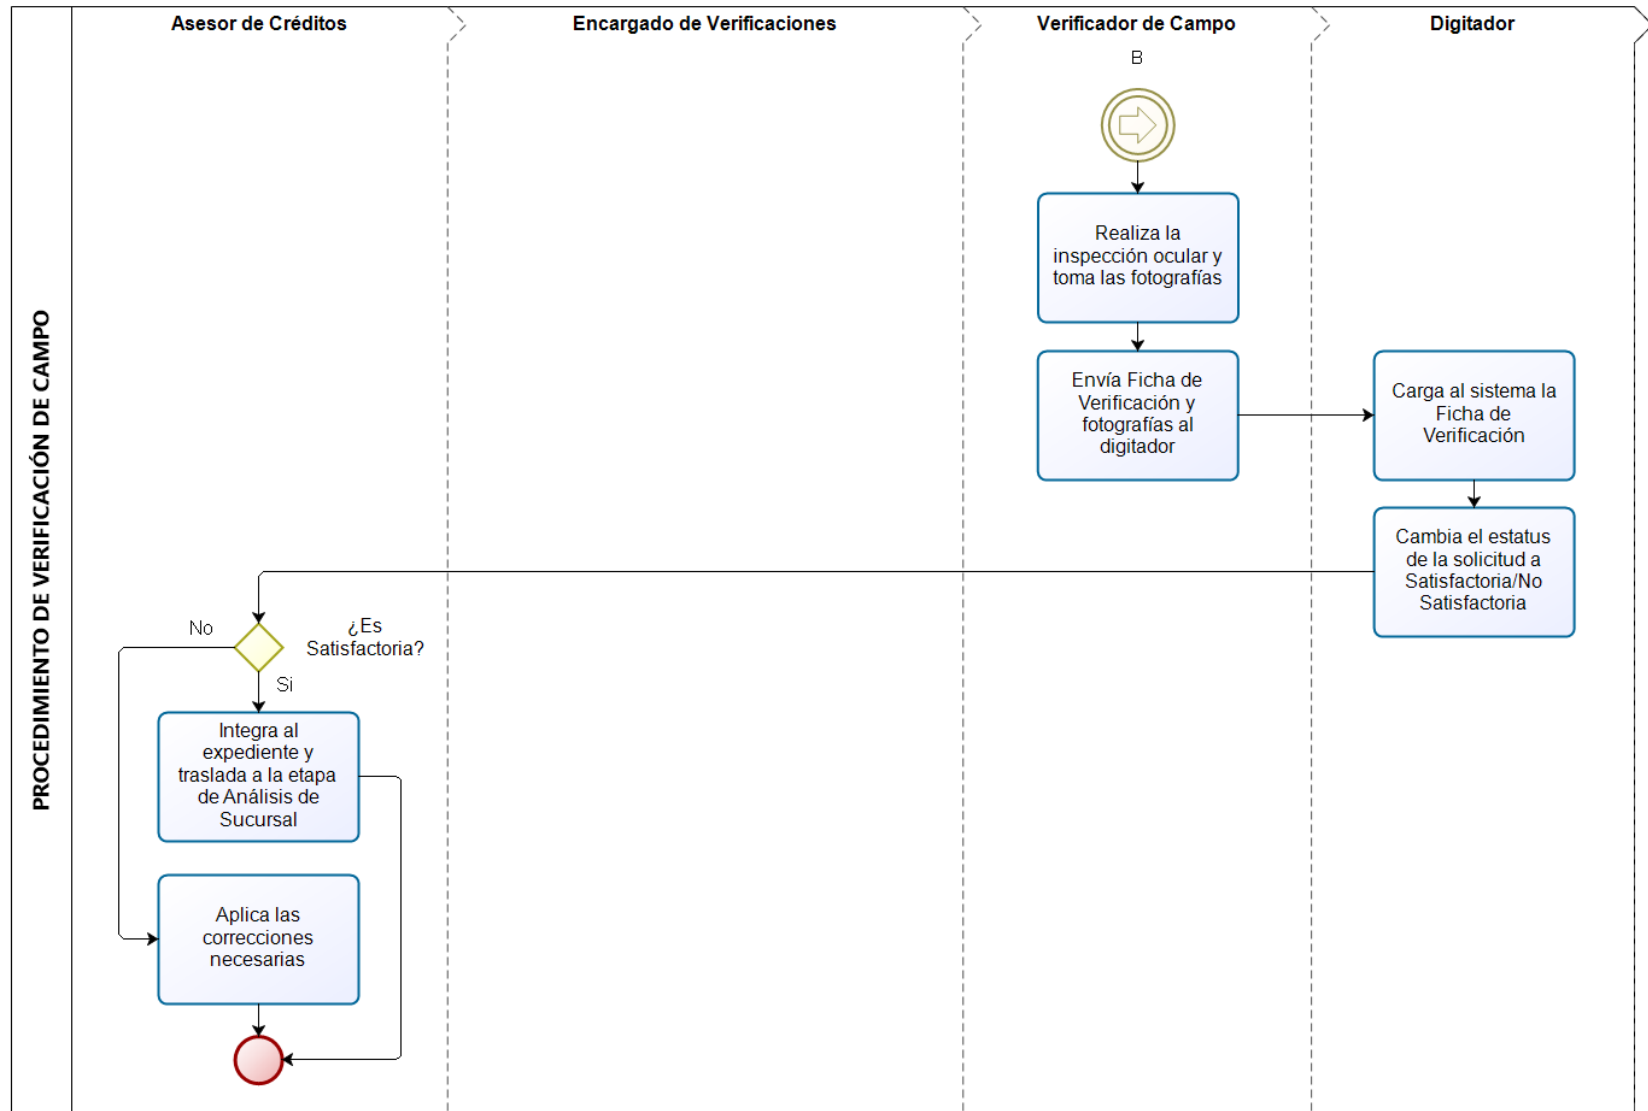 PROCEDIMIENTO DE VERIFICACIÓN DE CAMPO
Asesor de Créditos
Encargado de Verificaciones
Verificador de Campo
Digitador
B
Realiza la
inspección ocular y
toma las fotografías
Envía Ficha de
Verificación y
fotografías al
digitador
Carga al sistema la
Ficha de
Verificación
Cambia el estatus
de la solicitud a
Satisfactoria/No
Satisfactoria
¿Es
Satisfactoria?
No
Si
Integra al
expediente y
traslada a la etapa
de Análisis de
Sucursal
Aplica las
correcciones
necesarias